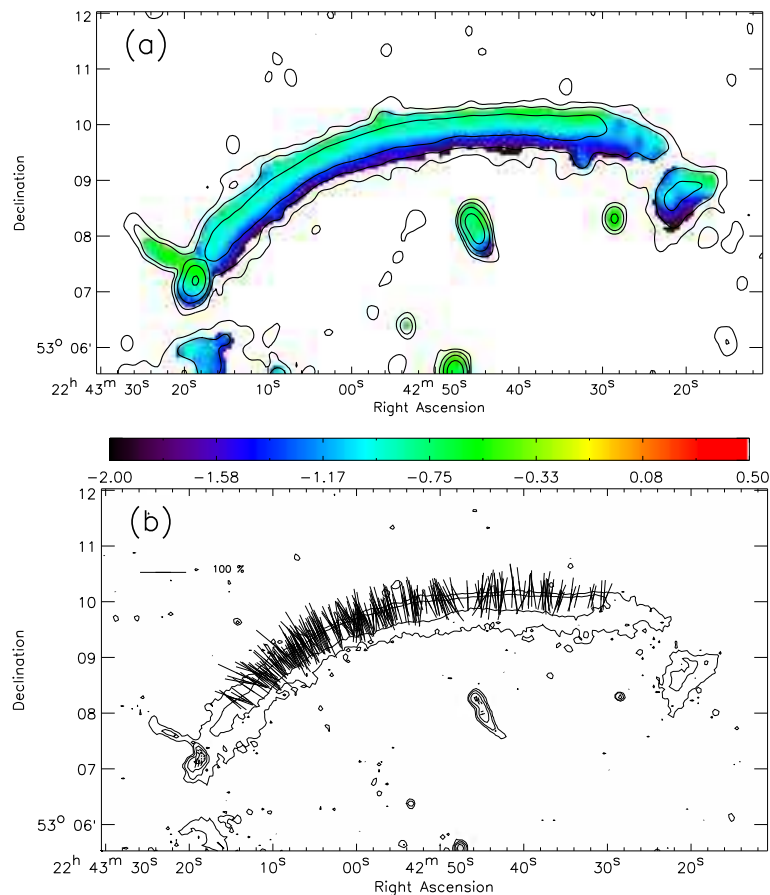 (a)
Declination
12
11
10
09
08
07
53° 06'
22ʰ 43ᵐ 30ˢ 20ˢ 10ˢ 00ˢ 42ᵐ 50ˢ 40ˢ 30ˢ 20ˢ
Right Ascension
−2.00 −1.58 −1.17 −0.75 −0.33 0.08 0.50
(b)
100 %
Declination
12
11
10
09
08
07
53° 06'
22ʰ 43ᵐ 30ˢ 20ˢ 10ˢ 00ˢ 42ᵐ 50ˢ 40ˢ 30ˢ 20ˢ
Right Ascension